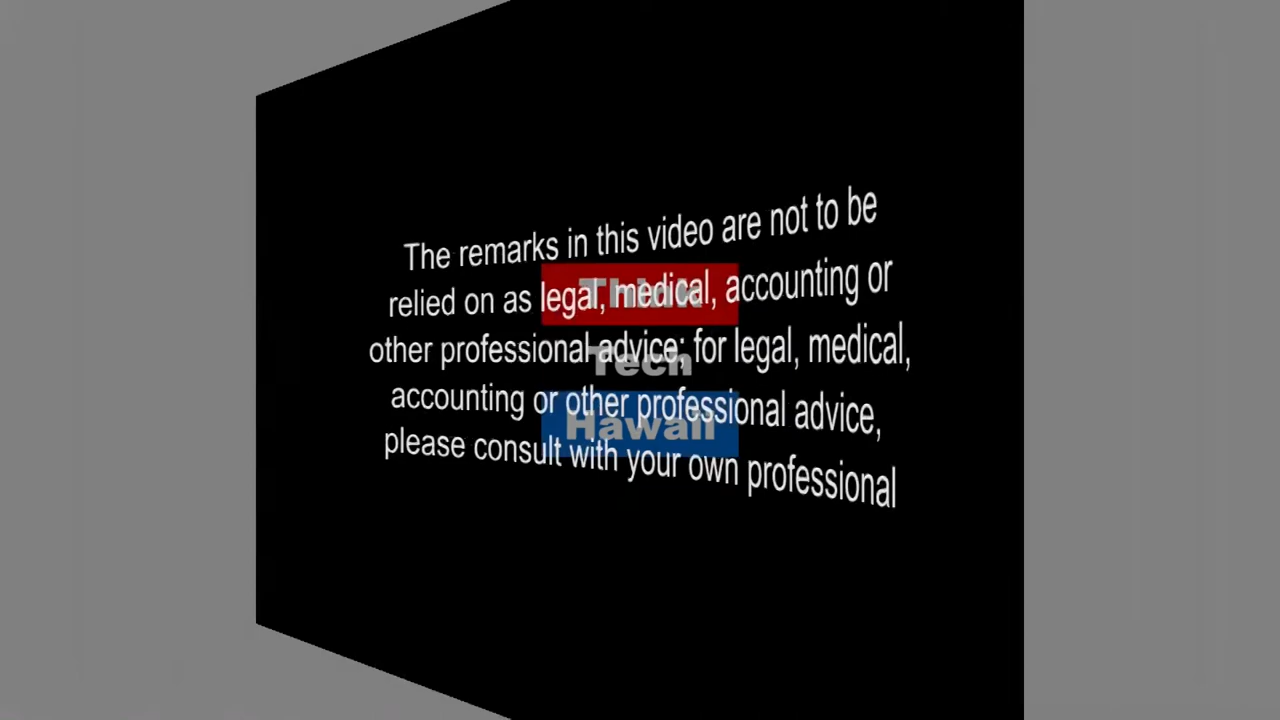 The remarks in this video are not to be
relied on as legal, medical, accounting or
other professional advice; for legal, medical,
accounting or other professional advice,
please consult with your own professional
Think
Tech
Hawaii